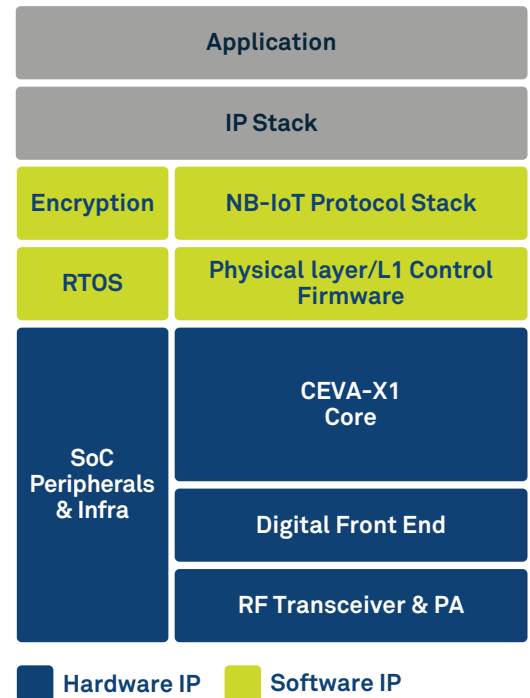 Application
IP Stack
Encryption
NB-IoT Protocol Stack
RTOS
Physical layer/L1 Control
Firmware
SoC
Peripherals
& Infra
CEVA-X1
Core
Digital Front End
RF Transceiver & PA
Hardware IP
Software IP